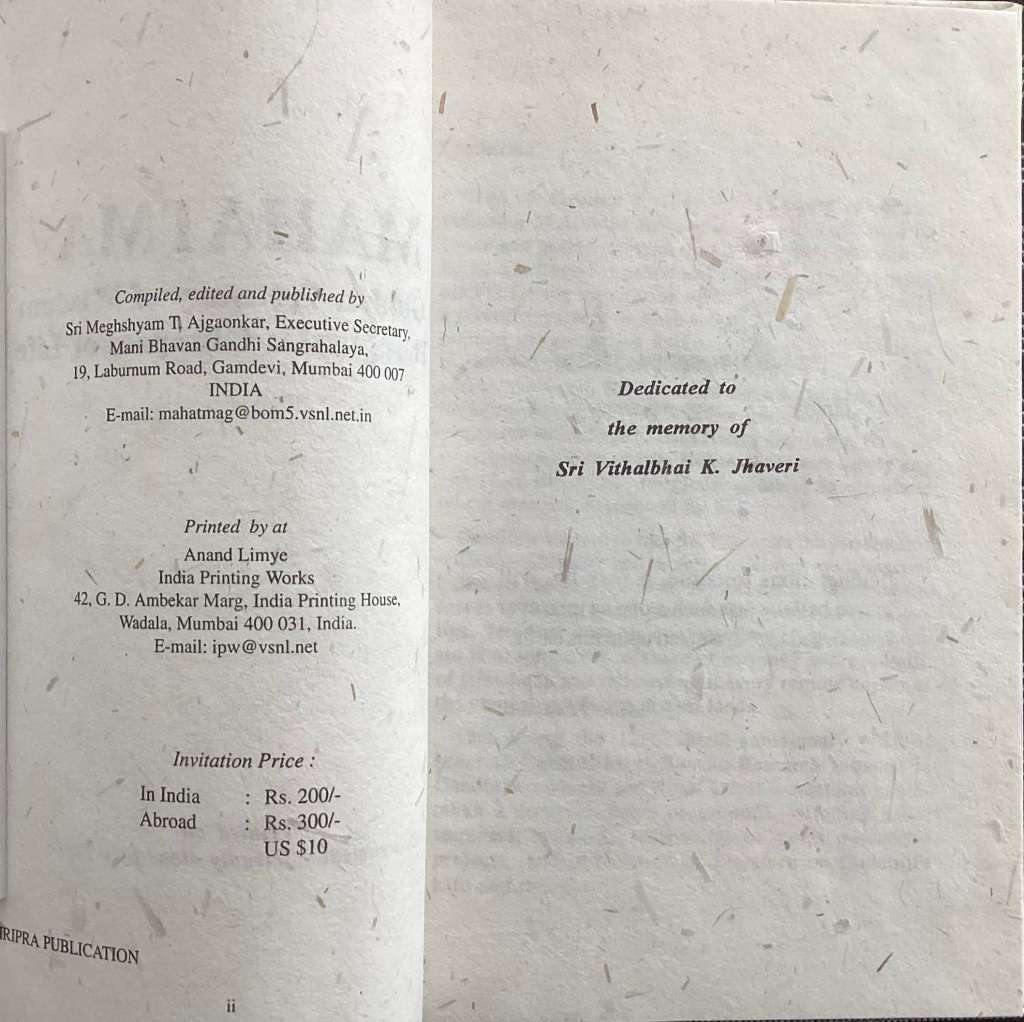 Compiled, edited and published by
Sri Meghshyam T. Ajgaonkar, Executive Secretary,
Mani Bhavan Gandhi Sangrahalaya,
19, Laburnum Road, Gamdevi, Mumbai 400 007
INDIA
E-mail: mahatmag@bom5.vsnl.net.in
Printed by at
Anand Limye
India Printing Works
42, G. D. Ambekar Marg, India Printing House,
Wadala, Mumbai 400 031, India.
E-mail: ipw@vsnl.net
Invitation Price :
In India : Rs. 200/-
Abroad : Rs. 300/-
US $10
PUBLICATION
ii
Dedicated to
the memory of
Sri Vithalbhai K. Jhaveri